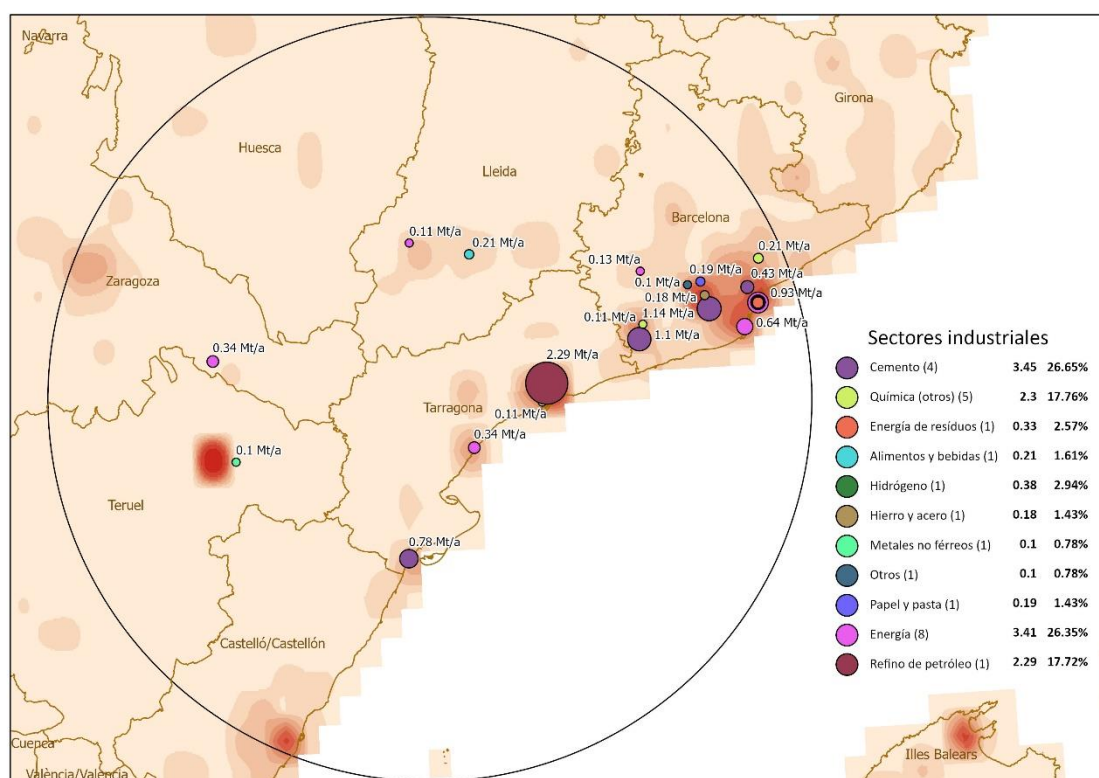 Navarra
Girona
Huesca
Lleida
Barcelona
0.11 Mt/a
0.21 Mt/a
0.21 Mt/a
0.13 Mt/a
0.19 Mt/a
0.43 Mt/a
0.1 Mt/a
0.93 Mt/a
0.18 Mt/a
Zaragoza
0.11 Mt/a
1.14 Mt/a
0.64 Mt/a
1.1 Mt/a
0.34 Mt/a
2.29 Mt/a
Tarragona
0.11 Mt/a
0.34 Mt/a
0.1 Mt/a
Teruel
0.78 Mt/a
Castelló/Castellón
Cuenca
València/Valencia
Illes Balears
Sectores industriales
Cemento (4) 3.45 26.65%
Química (otros) (5) 2.3 17.76%
Energía de resíduos (1) 0.33 2.57%
Alimentos y bebidas (1) 0.21 1.61%
Hidrógeno (1) 0.38 2.94%
Hierro y acero (1) 0.18 1.43%
Metales no férreos (1) 0.1 0.78%
Otros (1) 0.1 0.78%
Papel y pasta (1) 0.19 1.43%
Energía (8) 3.41 26.35%
Refino de petróleo (1) 2.29 17.72%